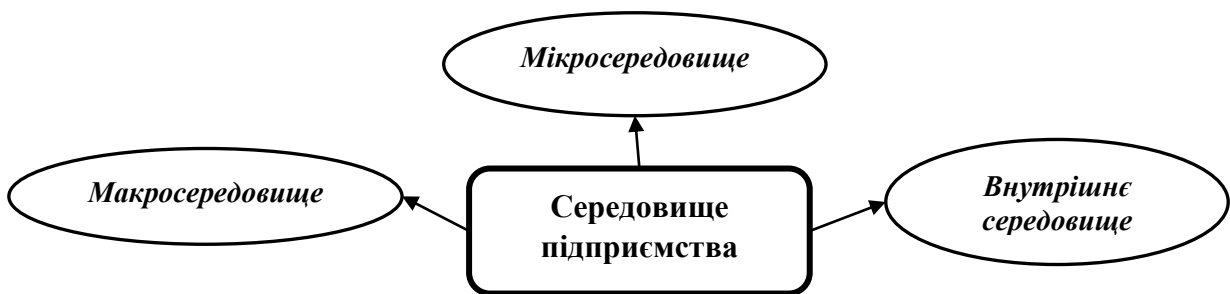 Мікросередовище
Макросередовище
Середовище
підприємства
Внутрішнє
середовище